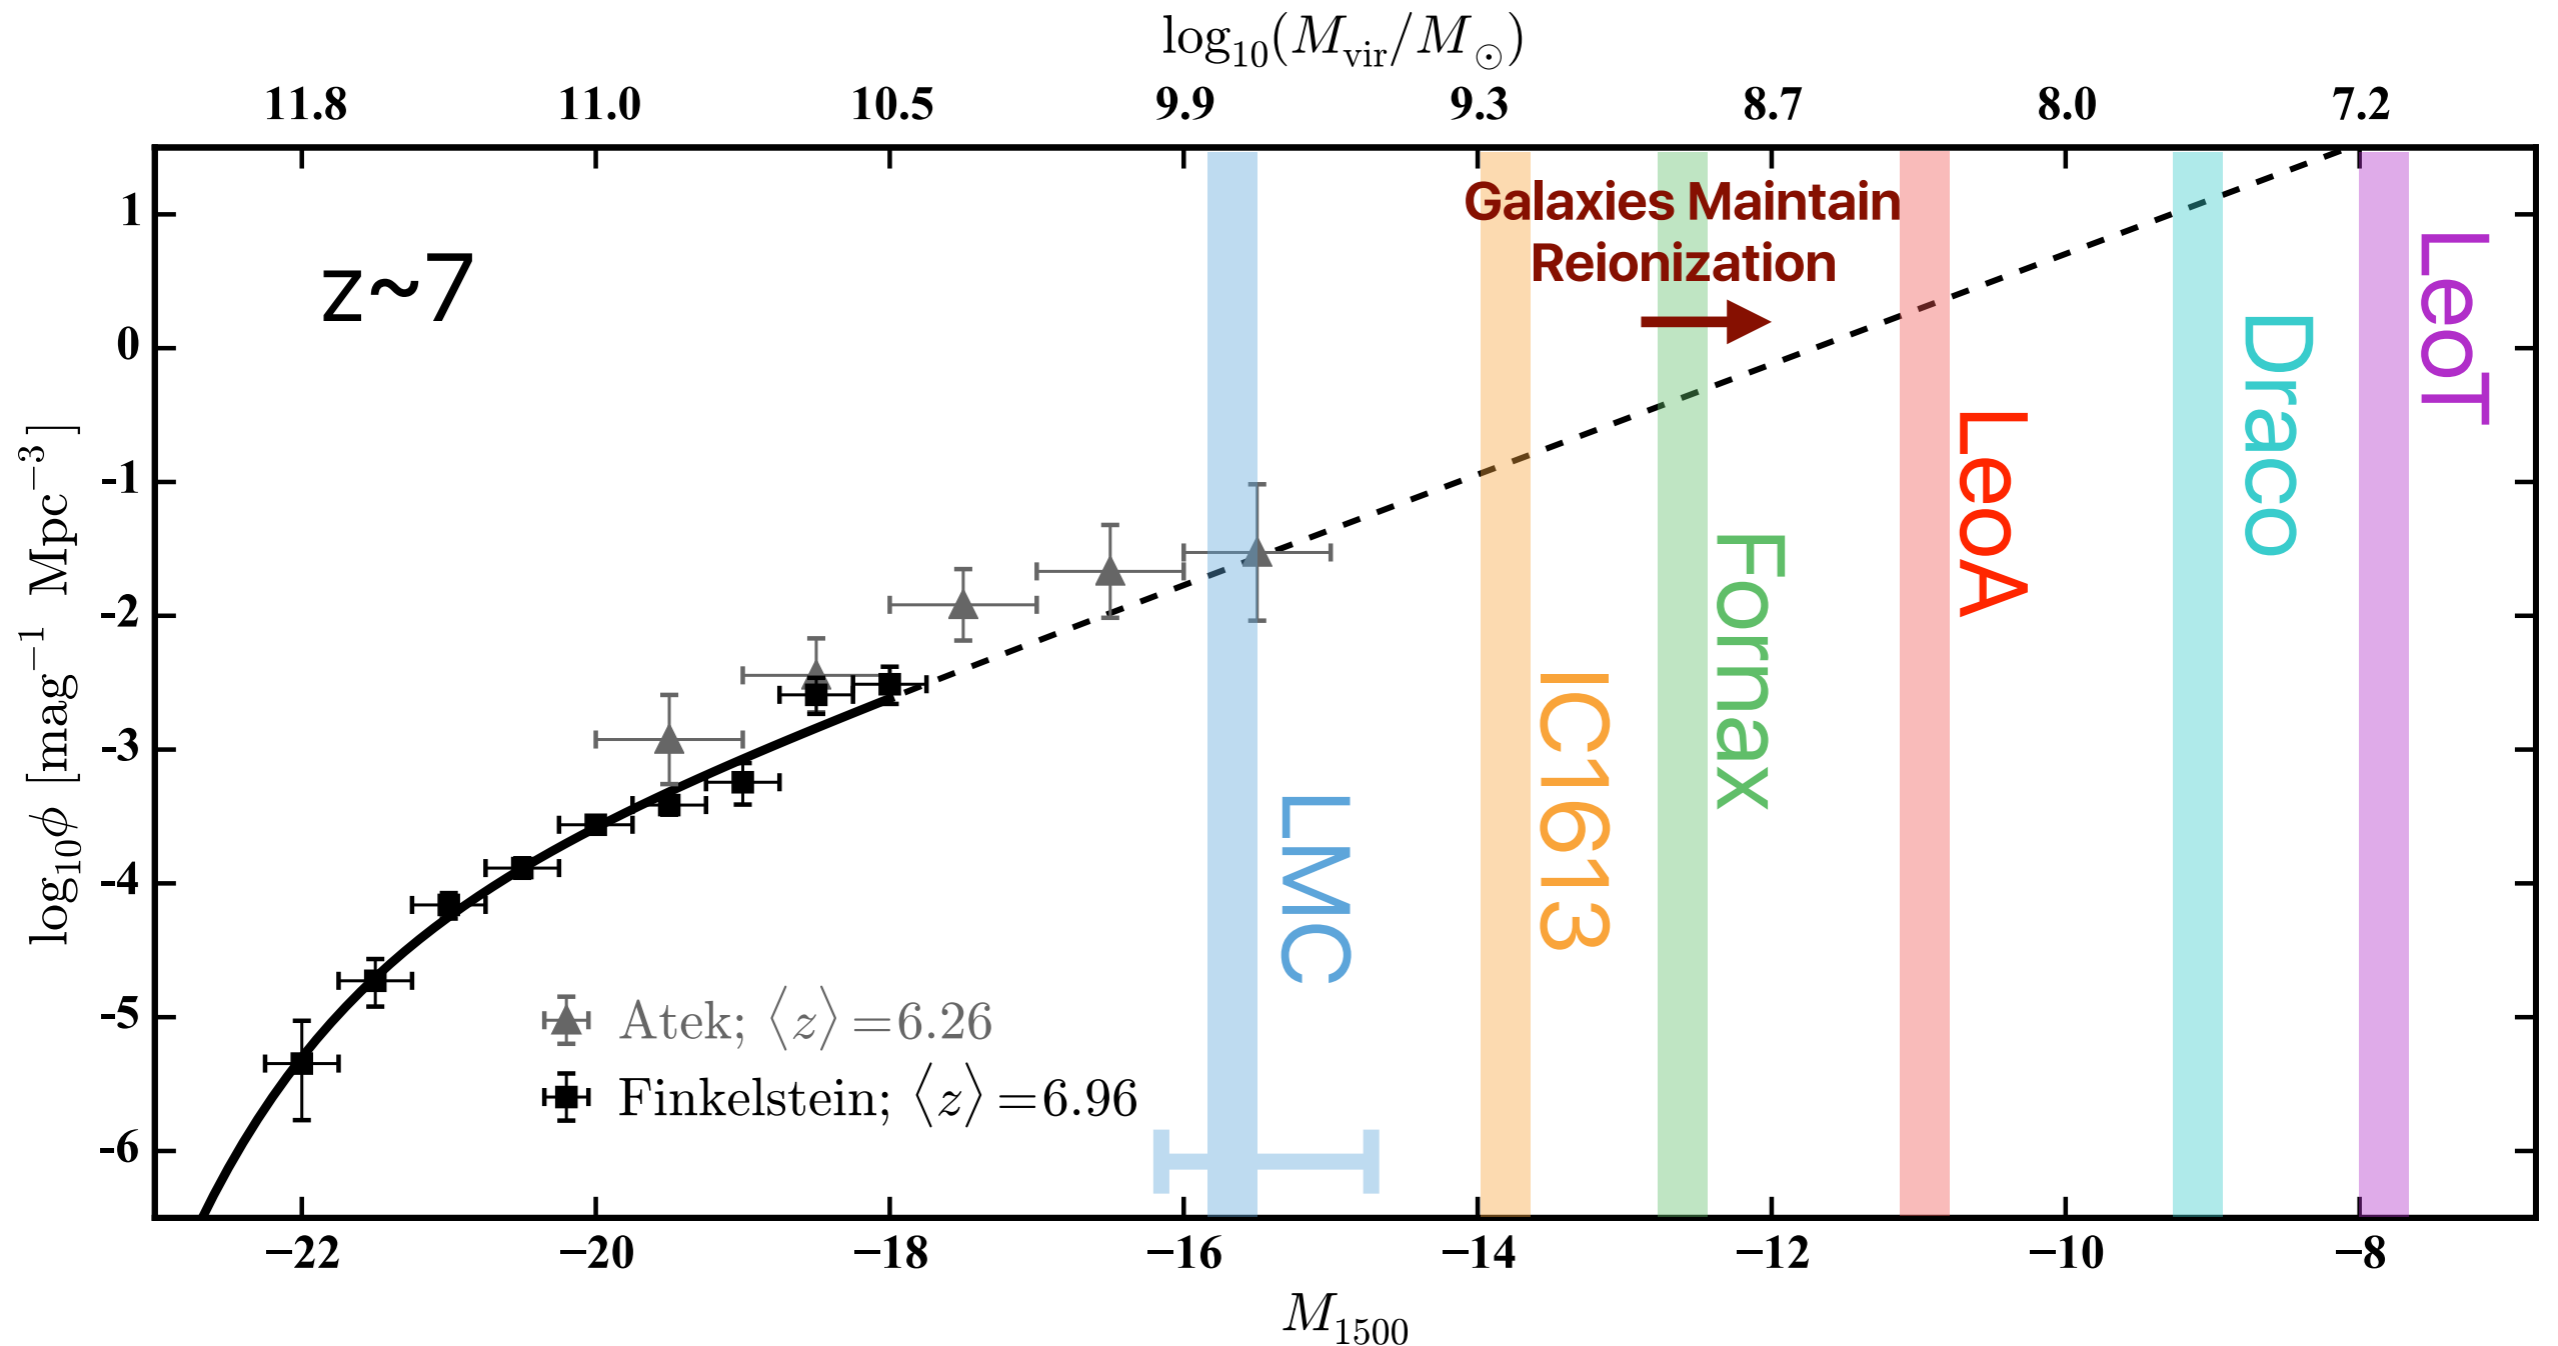 log₁₀(M_vir/M_⊙)
11.8 11.0 10.5 9.9 9.3 8.7 8.0 7.2
log₁₀ϕ [mag⁻¹ Mpc⁻³]
1
0
-1
-2
-3
-4
-5
-6
z~7
Galaxies Maintain
Reionization
LMC
IC1613
Fornax
LeoA
Draco
LeoT
Atek; ⟨z⟩=6.26
Finkelstein; ⟨z⟩=6.96
−22 −20 −18 −16 −14 −12 −10 −8
M₁₅₀₀